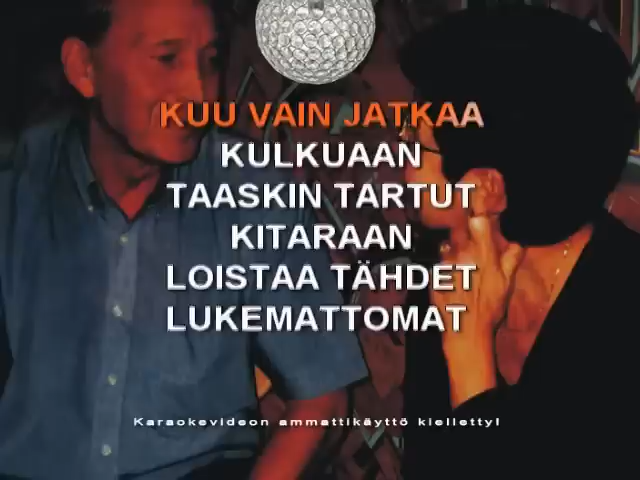 KUU VAIN JATKAA
KULKUAAN
TAASKIN TARTUT
KITARAAN
LOISTAA TÄHDET
LUKEMATTOMAT
Karaokevideon ammattikäyttö kielletty!